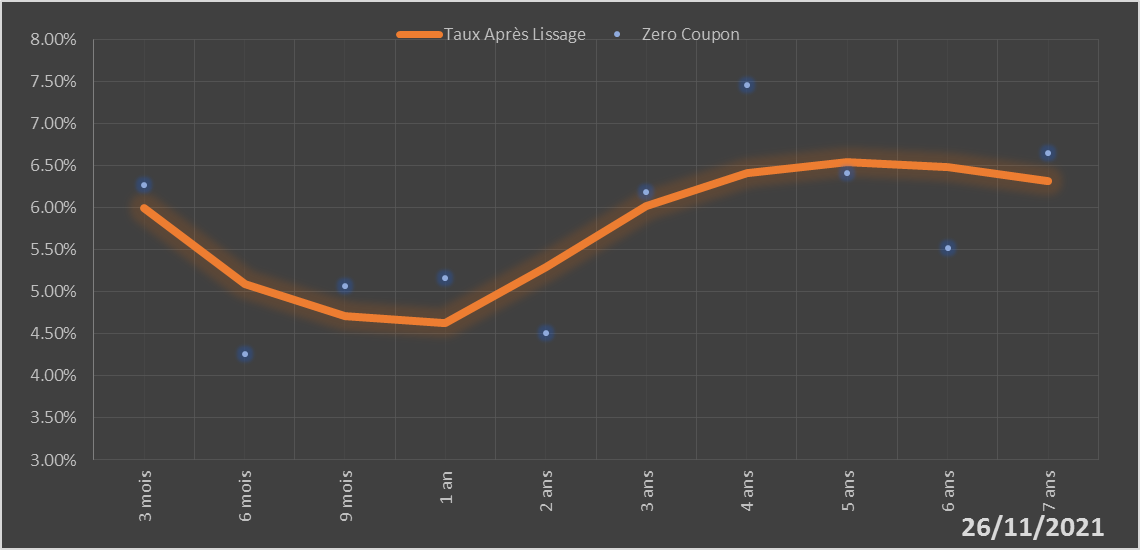 Taux Après Lissage
Zero Coupon
8.00%
7.50%
7.00%
6.50%
6.00%
5.50%
5.00%
4.50%
4.00%
3.50%
3.00%
3 mois
6 mois
9 mois
1 an
2 ans
3 ans
4 ans
5 ans
6 ans
7 ans
26/11/2021